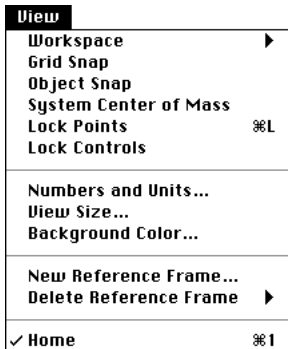 View
Workspace ▶
Grid Snap
Object Snap
System Center of Mass
Lock Points ⌘L
Lock Controls
Numbers and Units...
View Size...
Background Color...
New Reference Frame...
Delete Reference Frame ▶
✓ Home ⌘1